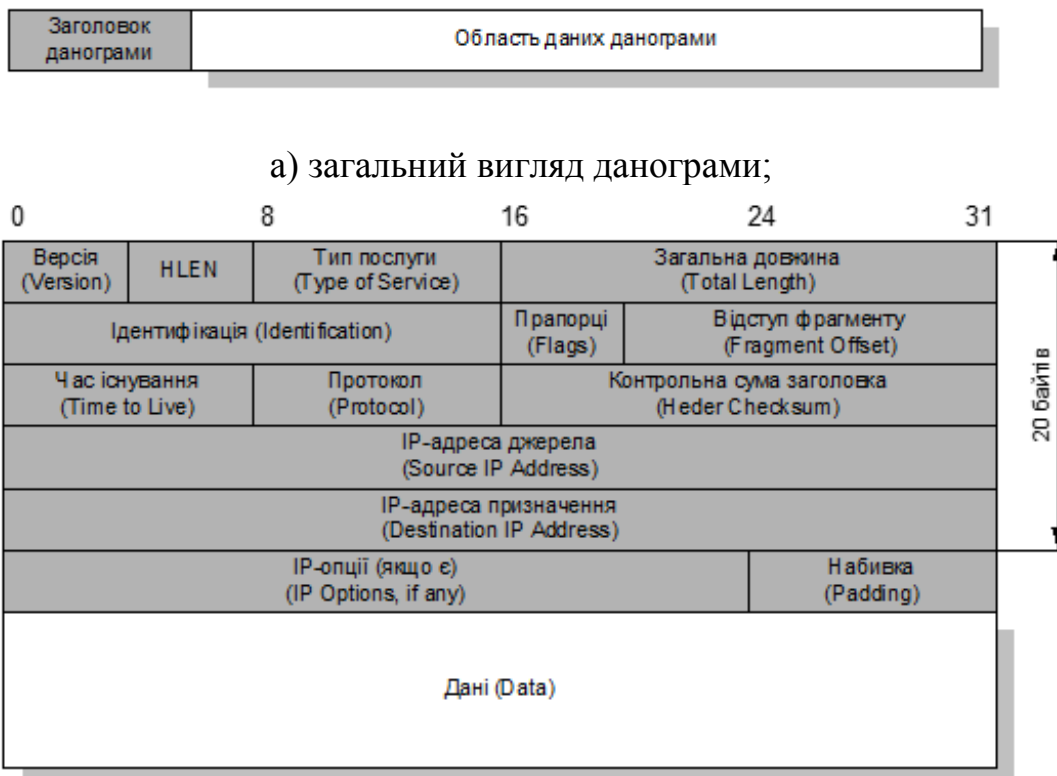 Заголовок
данограми
Область даних данограми
а) загальний вигляд данограми;
0 8 16 24 31
Версія
(Version)
HLEN
Тип послуги
(Type of Service)
Загальна довжина
(Total Length)
Ідентифікація (Identification)
Прапорці
(Flags)
Відступ фрагменту
(Fragment Offset)
Час існування
(Time to Live)
Протокол
(Protocol)
Контрольна сума заголовка
(Heder Checksum)
20 байтів
IP-адреса джерела
(Source IP Address)
IP-адреса призначення
(Destination IP Address)
IP-опції (якщо є)
(IP Options, if any)
Набивка
(Padding)
Дані (Data)